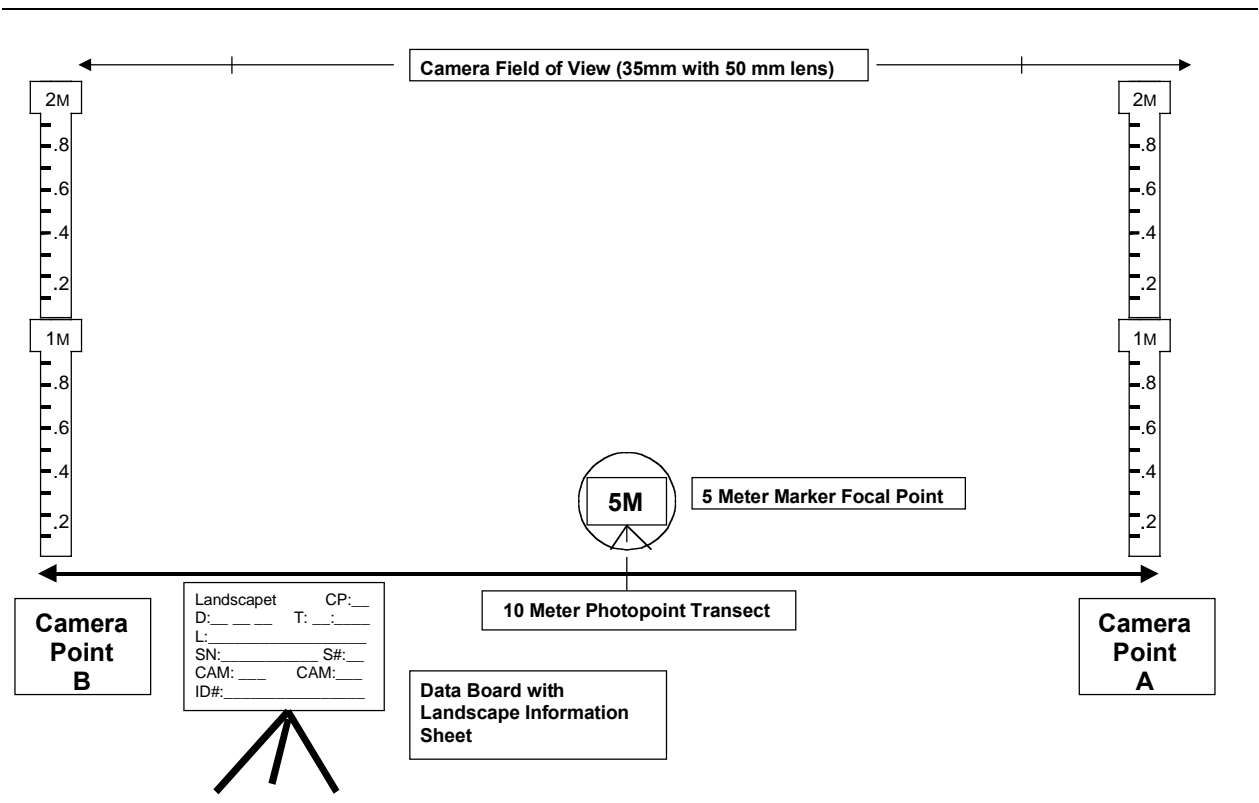 Camera Field of View (35mm with 50 mm lens)
2M
.8
.6
.4
.2
1M
.8
.6
.4
.2
2M
.8
.6
.4
.2
1M
.8
.6
.4
.2
5M
5 Meter Marker Focal Point
10 Meter Photopoint Transect
Camera
Point
B
Landscapet CP:__
D:__ __ __ T: __:____
L:___________________
SN:____________ S#:__
CAM: ___ CAM:___
ID#:_________________
Data Board with
Landscape Information
Sheet
Camera
Point
A